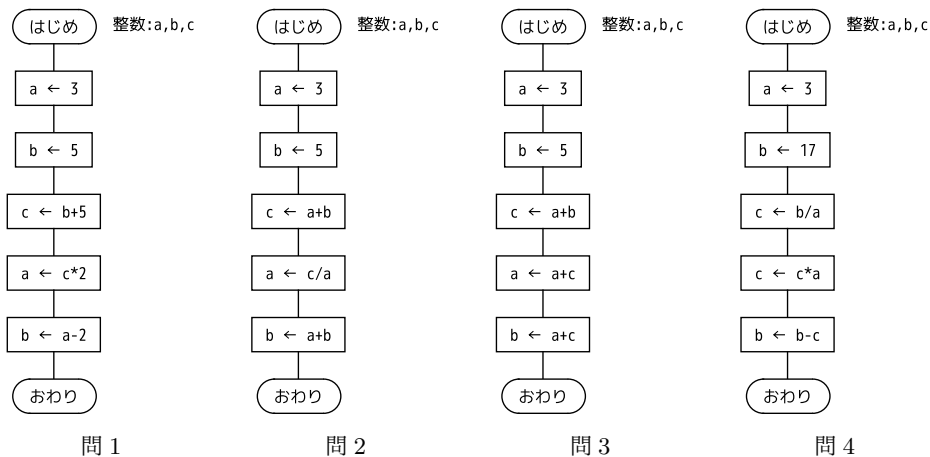 はじめ 整数:a,b,c
a ← 3
b ← 5
c ← b+5
a ← c*2
b ← a-2
おわり
問 1
はじめ 整数:a,b,c
a ← 3
b ← 5
c ← a+b
a ← c/a
b ← a+b
おわり
問 2
はじめ 整数:a,b,c
a ← 3
b ← 5
c ← a+b
a ← a+c
b ← a+c
おわり
問 3
はじめ 整数:a,b,c
a ← 3
b ← 17
c ← b/a
c ← c*a
b ← b-c
おわり
問 4